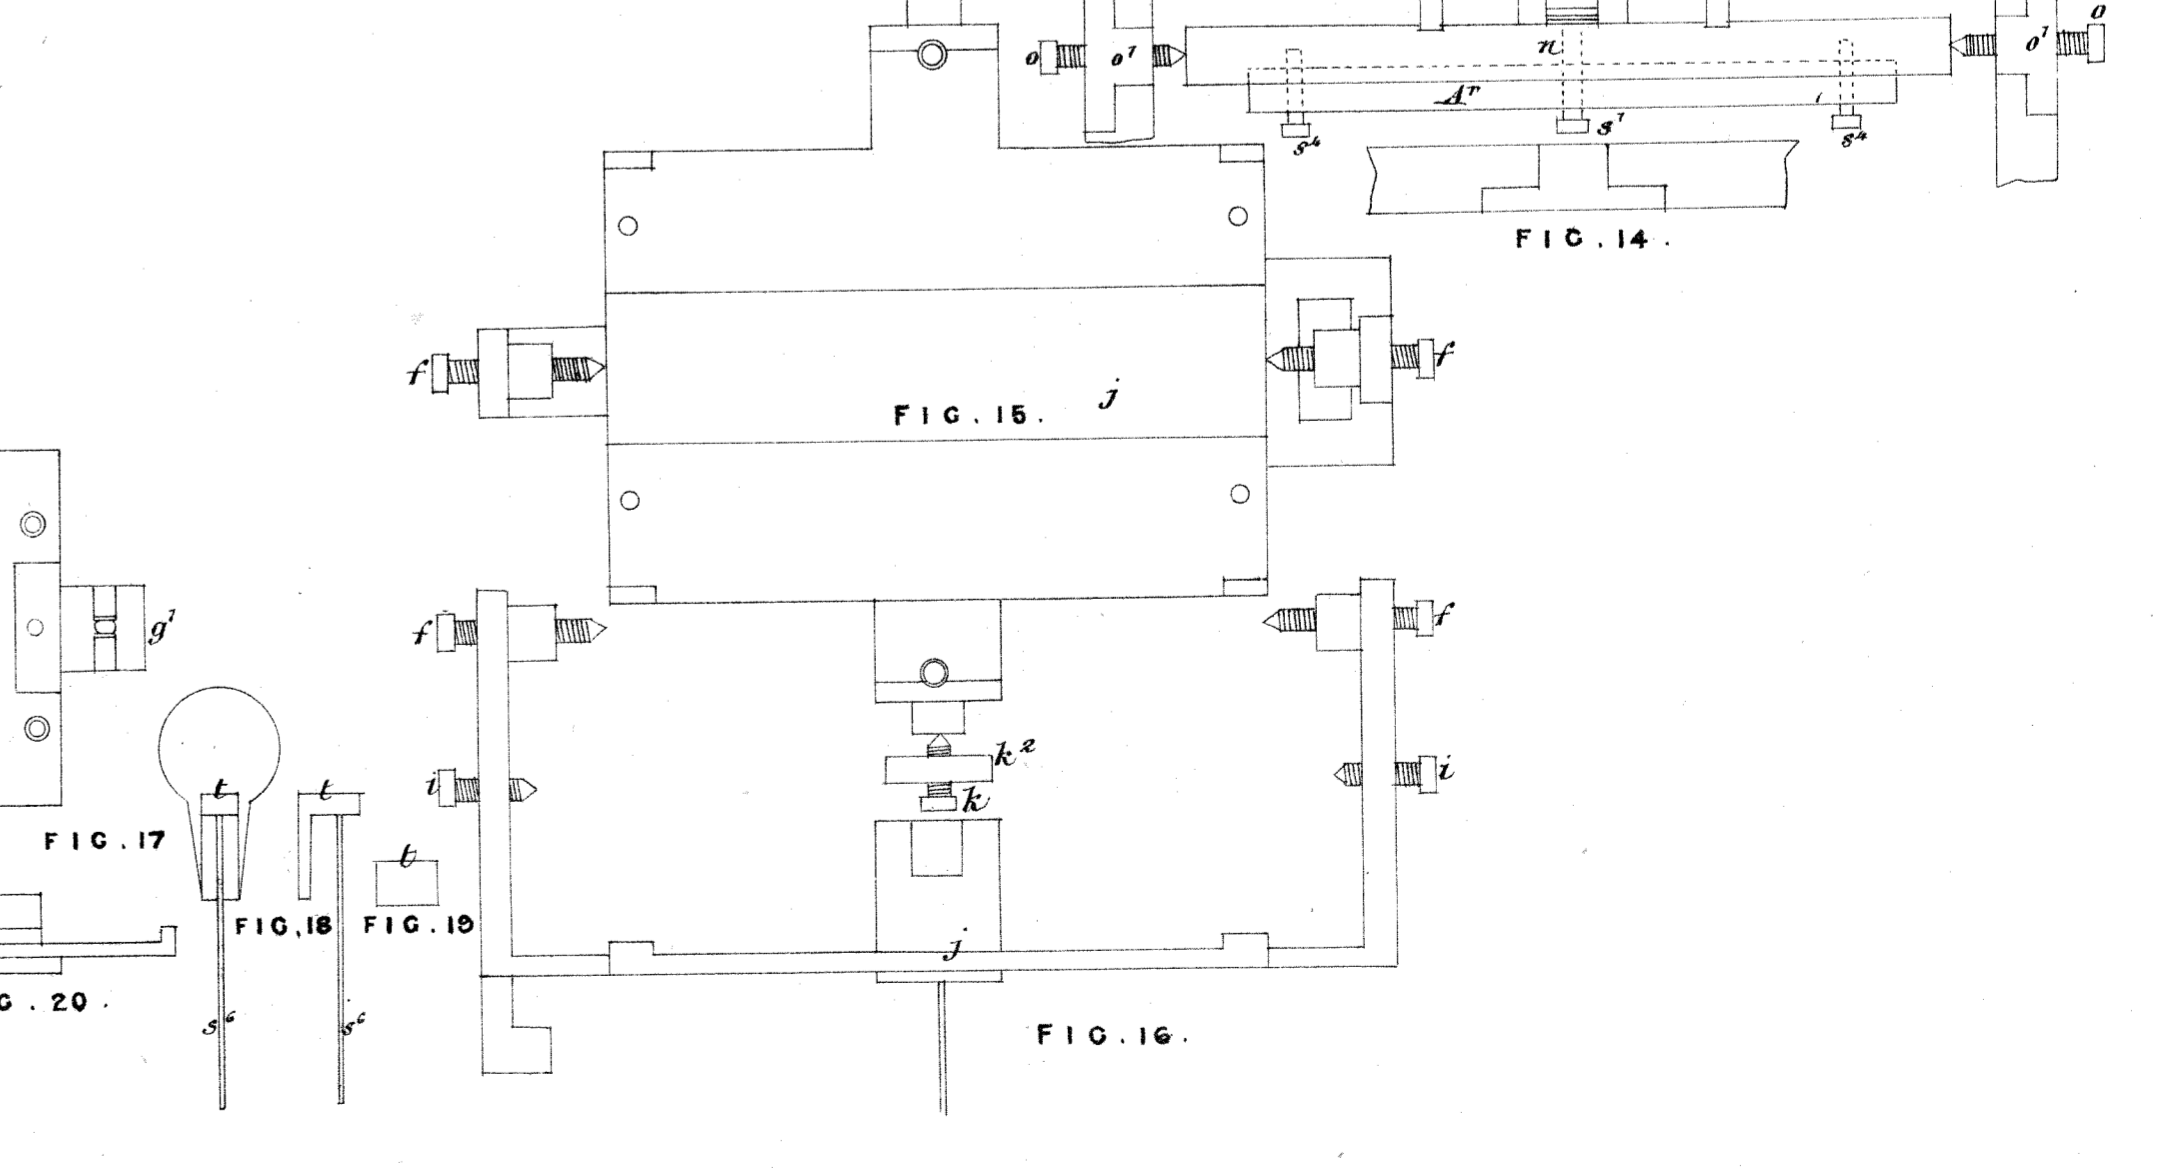 o o¹ n o¹ o
Aʳ
s⁴ s¹ s⁴
FIG. 14.
f f
j
FIG. 15.
f f
g¹
k²
i i
t t
k
FIG. 17
t
FIG. 18 FIG. 19
j
G. 20.
s⁶ s⁶
FIG. 16.